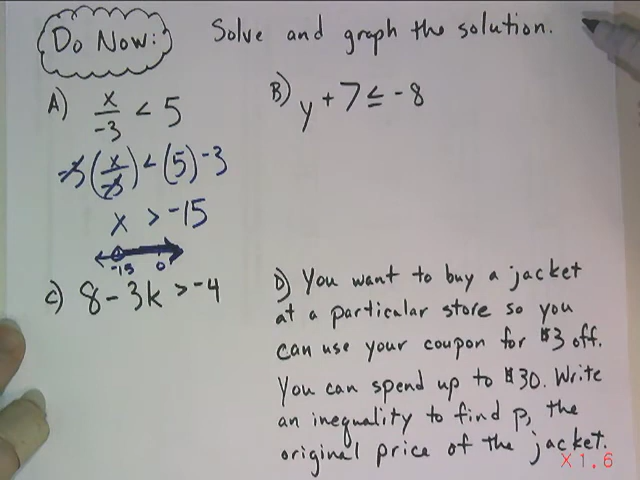 Do Now: Solve and graph the solution.
A) x/-3 < 5
-3(x/-3) < (5)-3
x > -15
-15 0
B) y + 7 ≤ -8
C) 8 - 3k > -4
D) You want to buy a jacket
at a particular store so you
can use your coupon for $3 off.
You can spend up to $30. Write
an inequality to find p, the
original price of the jacket.
X1.6